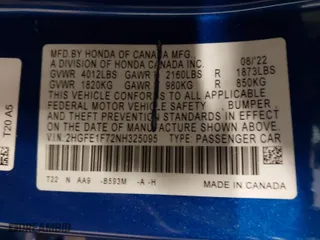 MFD.BY HONDA OF CANADA MFG.,
A DIVISION OF HONDA CANADA INC. 08/'22
GVWR 4012LBS GAWR F 2160LBS R 1873LBS
GVWR 1820KG GAWR F 980KG R 850KG
THIS VEHICLE CONFORMS TO ALL APPLICABLE
FEDERAL MOTOR VEHICLE SAFETY, BUMPER,
AND THEFT PREVENTION STANDARDS IN EFFECT ON THE
DATE OF MANUFACTURE SHOWN ABOVE.
V.I.N. 2HGFE1F72NH325095 TYPE: PASSENGER CAR
T22 N AA9 -B593M -A -H
MADE IN CANADA
T20 A5